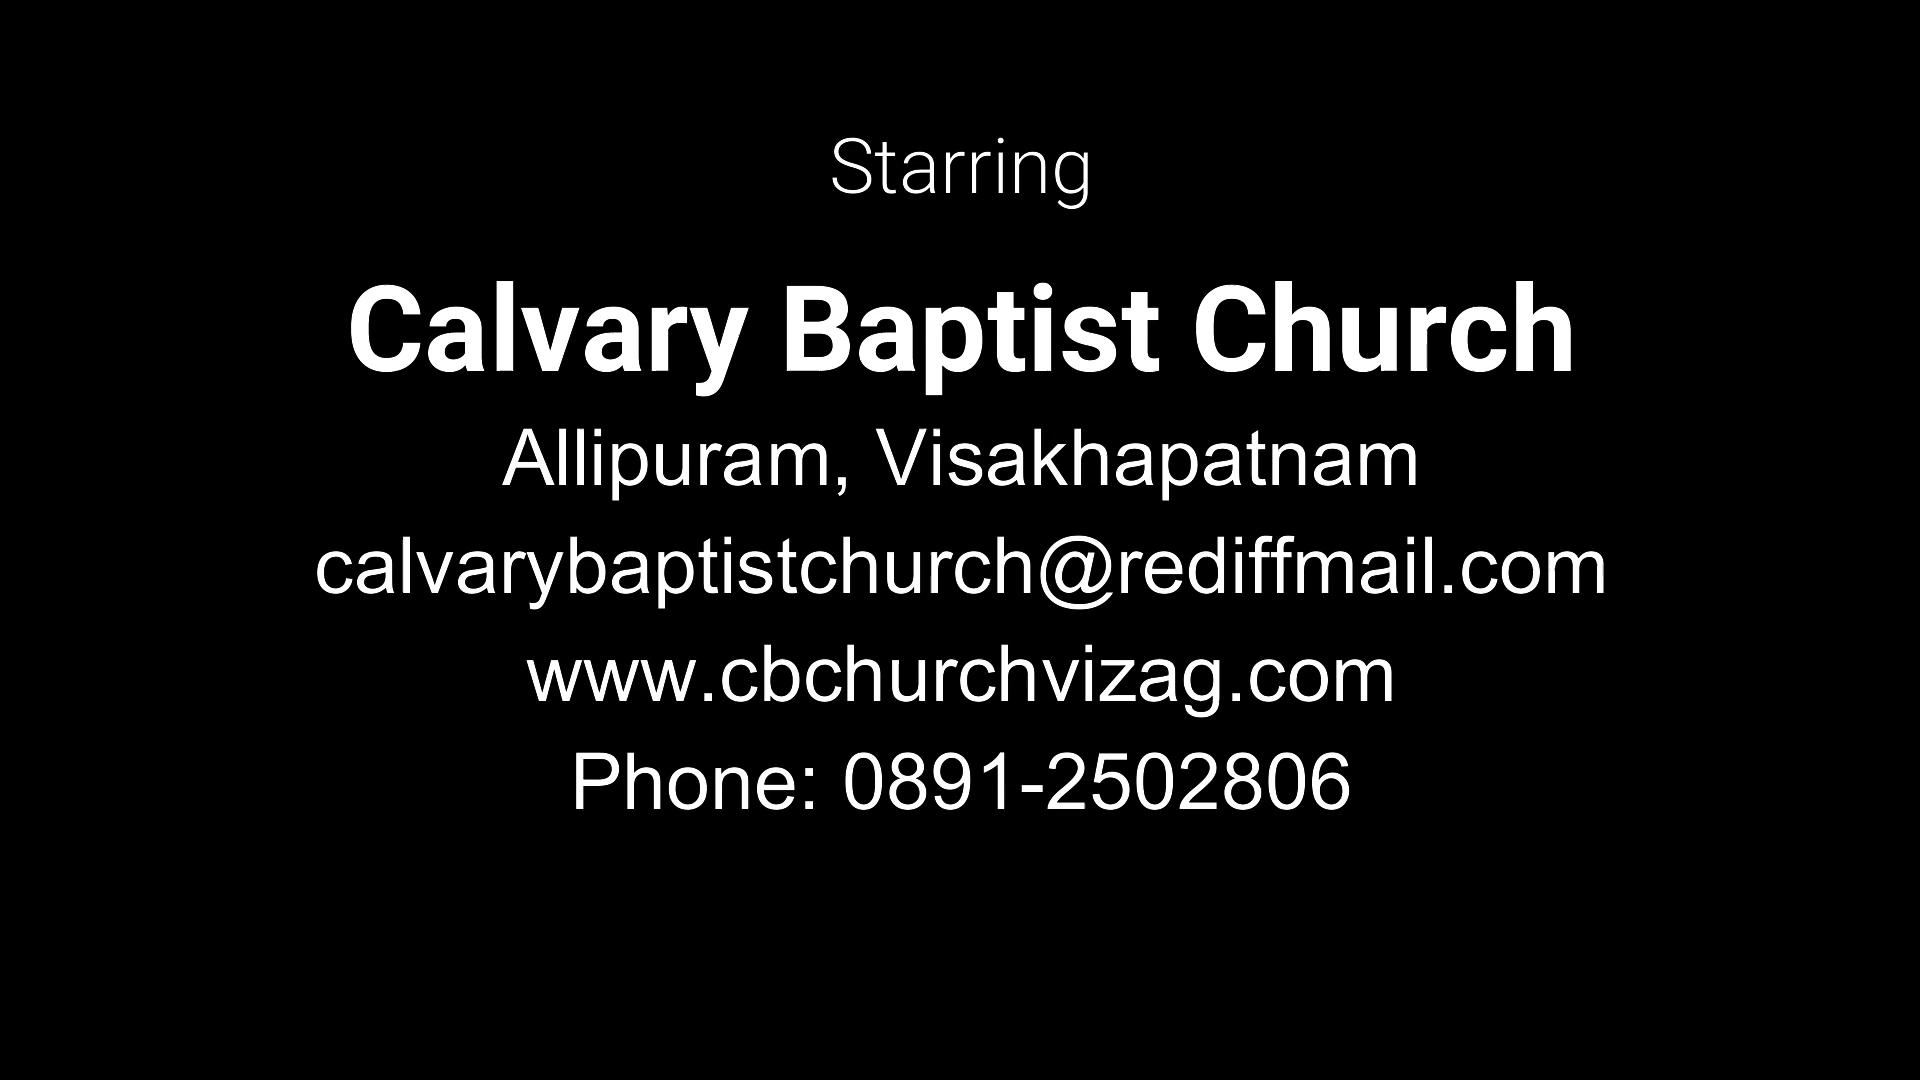 Starring
Calvary Baptist Church
Allipuram, Visakhapatnam
calvarybaptistchurch@rediffmail.com
www.cbchurchvizag.com
Phone: 0891-2502806